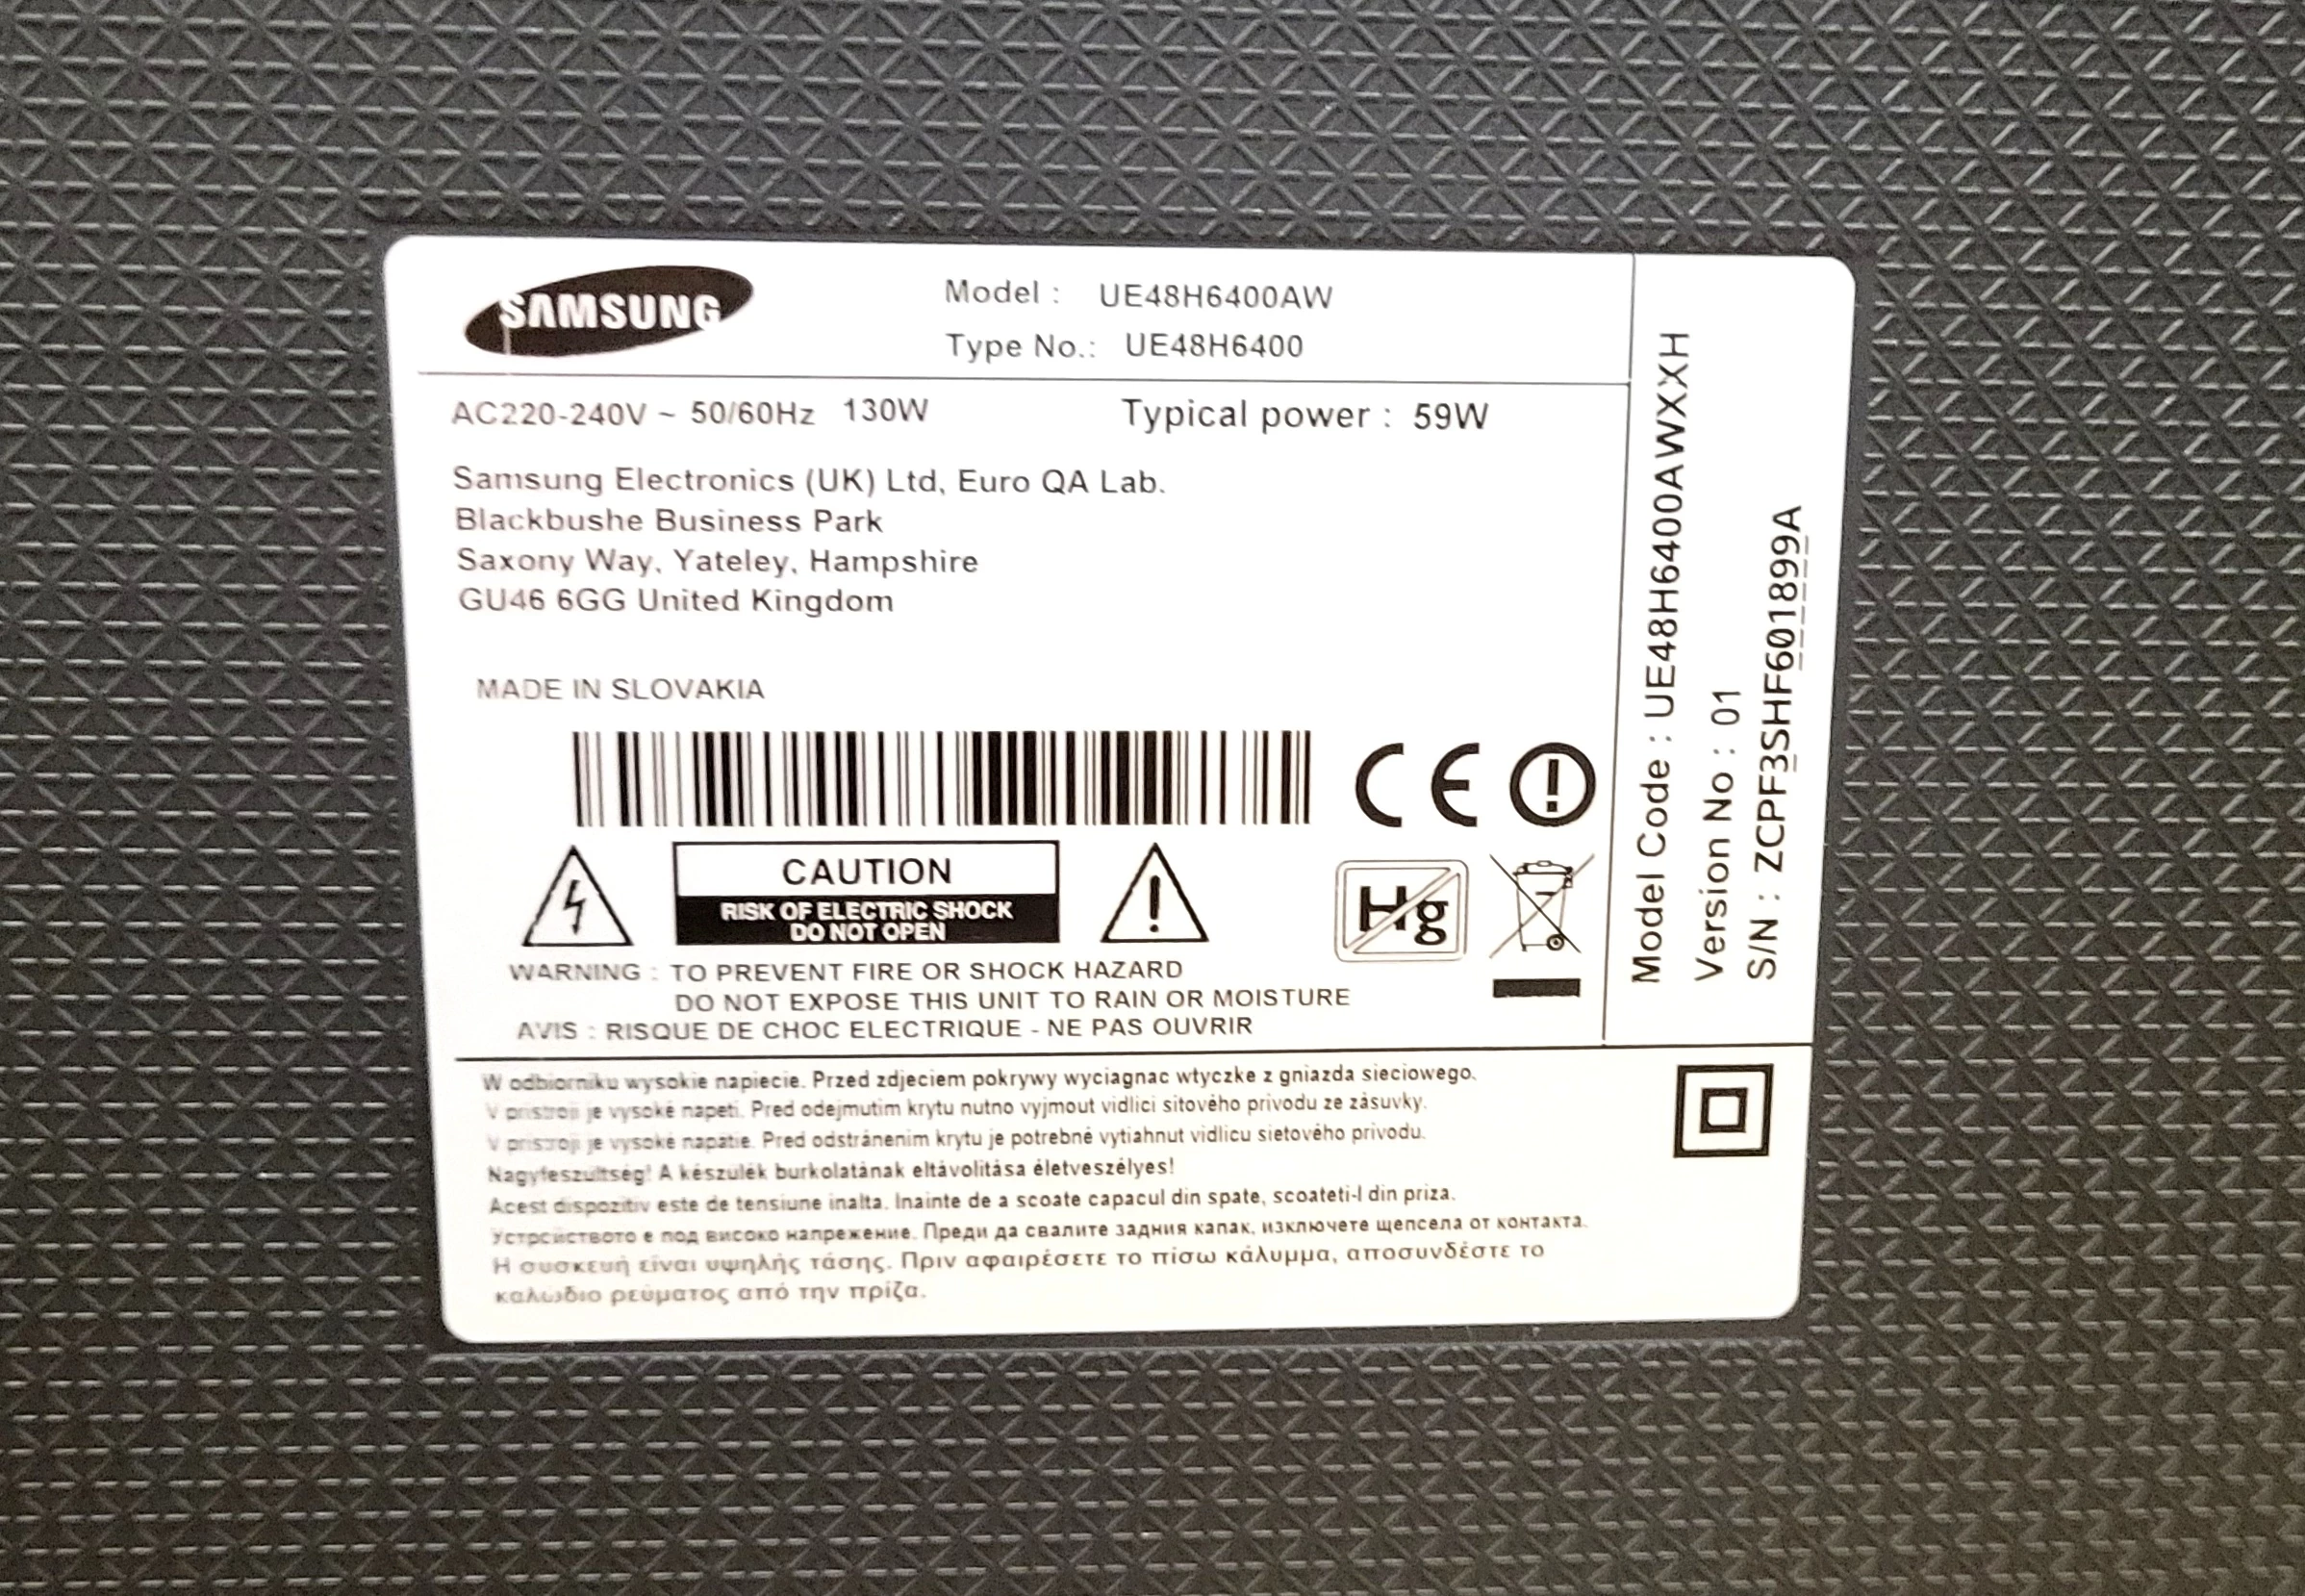 SAMSUNG
Model : UE48H6400AW
Type No.: UE48H6400
AC220-240V ~ 50/60Hz 130W Typical power : 59W
Samsung Electronics (UK) Ltd, Euro QA Lab.
Blackbushe Business Park
Saxony Way, Yateley, Hampshire
GU46 6GG United Kingdom
MADE IN SLOVAKIA
CE
CAUTION
RISK OF ELECTRIC SHOCK
DO NOT OPEN
Hg
WARNING : TO PREVENT FIRE OR SHOCK HAZARD
DO NOT EXPOSE THIS UNIT TO RAIN OR MOISTURE
AVIS : RISQUE DE CHOC ELECTRIQUE - NE PAS OUVRIR
Model Code : UE48H6400AWXXH
Version No : 01
S/N : ZCPF3SHF601899A
W odbiorniku wysokie napiecie. Przed zdjeciem pokrywy wyciagnac wtyczke z gniazda sieciowego.
V pristroji je vysoké napeti. Pred odejmutim krytu nutno vyjmout vidlici sitového privodu ze zásuvky.
V pristroji je vysoké napätie. Pred odstránenim krytu je potrebné vytiahnut vidlicu sietového privodu.
Nagyfeszultség! A készulék burkolatának eltávolitása életveszélyes!
Acest dispozitiv este de tensiune inalta. Inainte de a scoate capacul din spate, scoateti-l din priza.
Устройството е под високо напрежение. Преди да свалите задния капак, изключете щепсела от контакта.
Η συσκευή είναι υψηλής τάσης. Πριν αφαιρέσετε το πίσω κάλυμμα, αποσυνδέστε το
καλώδιο ρεύματος από την πρίζα.